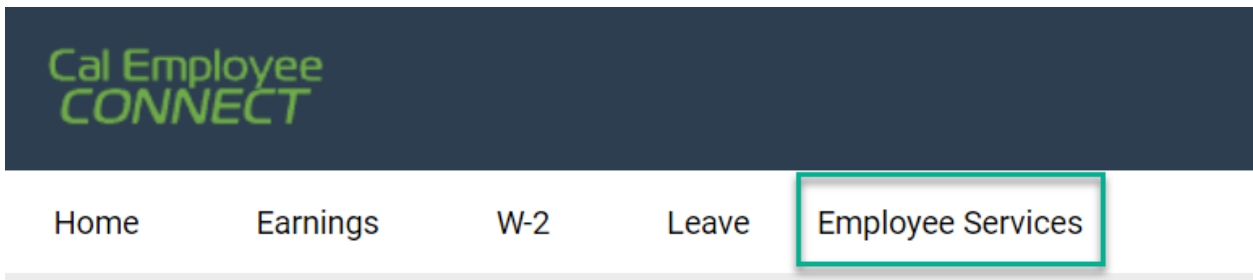 Cal Employee
CONNECT
Home Earnings W-2 Leave Employee Services